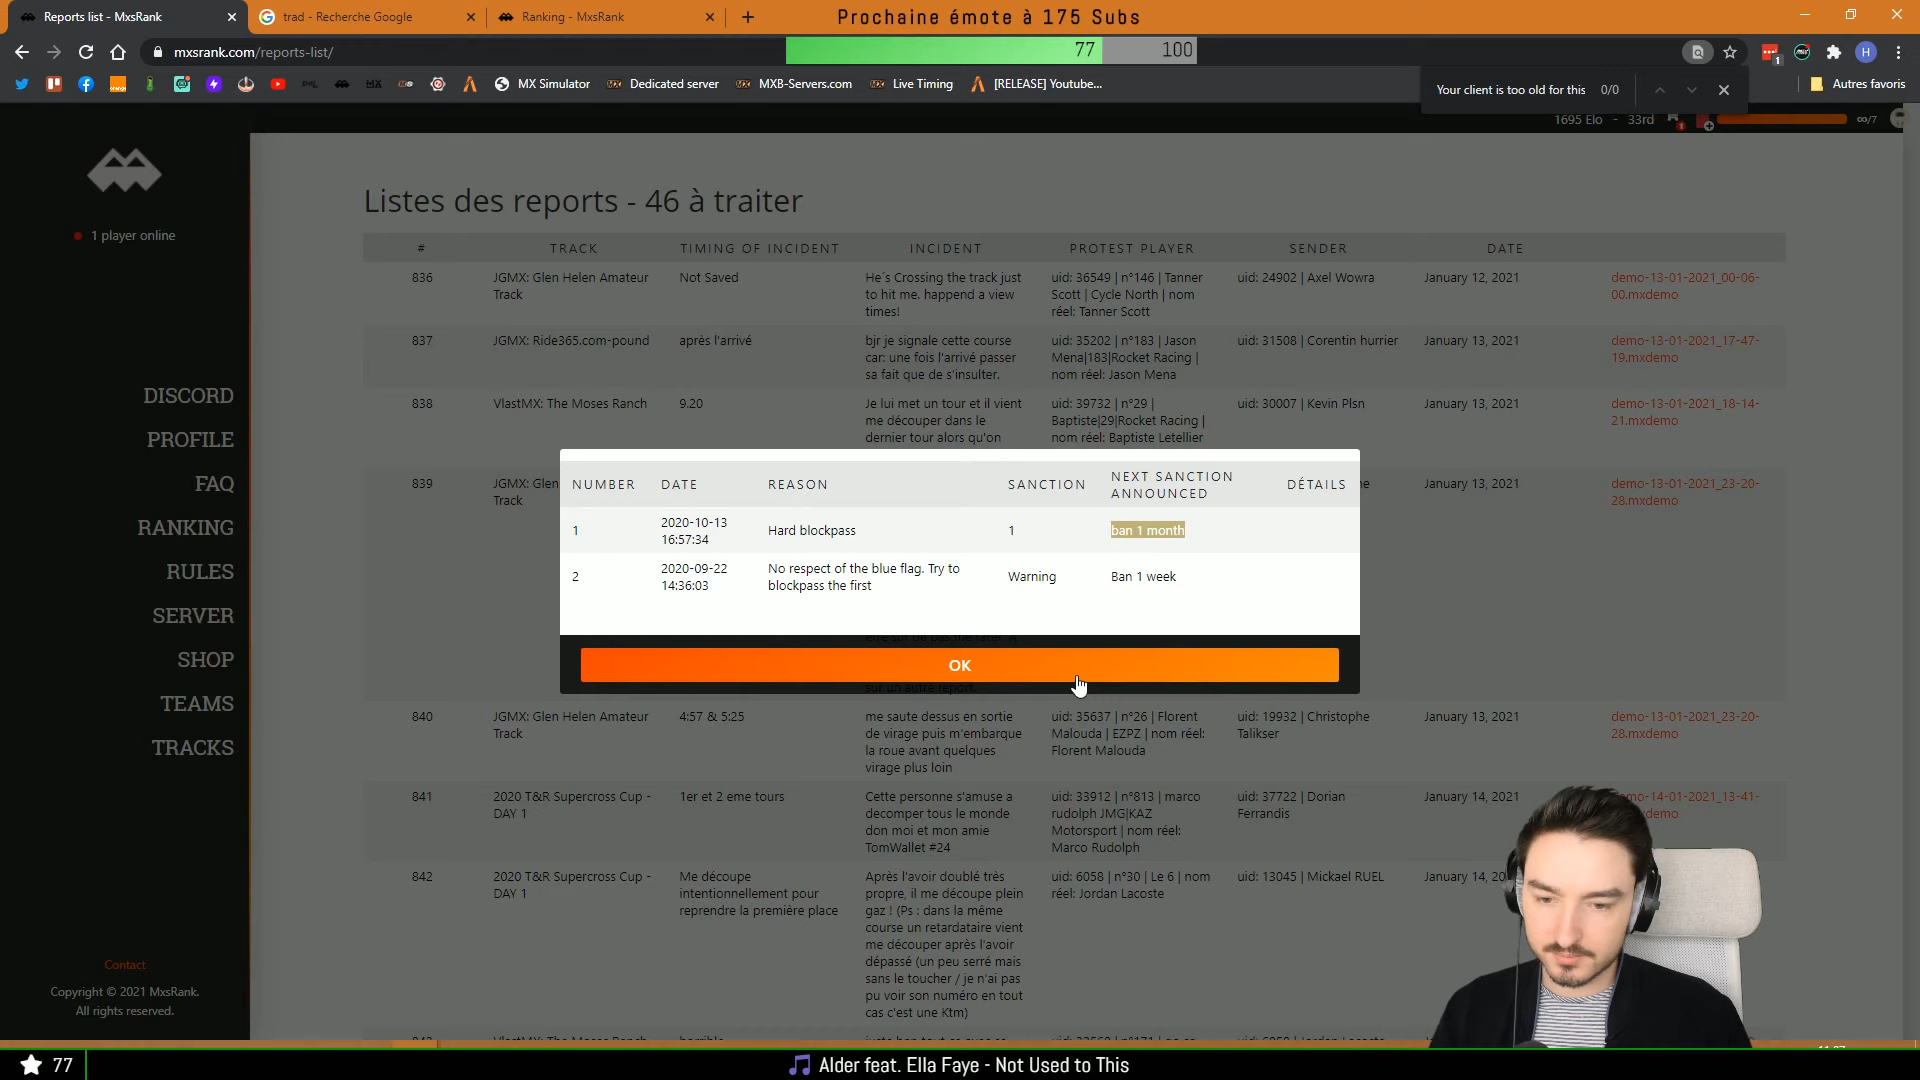 Reports list - MxsRank
trad - Recherche Google
Ranking - MxsRank
Prochaine émote à 175 Subs
77
100
mxsrank.com/reports-list/
MX Simulator
Dedicated server
MXB-Servers.com
Live Timing
[RELEASE] Youtube...
Autres favoris
Your client is too old for this 0/0
1695 Elo - 33rd
∞/7
1 player online
DISCORD
PROFILE
FAQ
RANKING
RULES
SERVER
SHOP
TEAMS
TRACKS
Contact
Copyright © 2021 MxsRank.
All rights reserved.
Listes des reports - 46 à traiter
# TRACK TIMING OF INCIDENT INCIDENT PROTEST PLAYER SENDER DATE
836 JGMX: Glen Helen Amateur Not Saved He´s Crossing the track just uid: 36549 | n°146 | Tanner uid: 24902 | Axel Wowra January 12, 2021 demo-13-01-2021_00-06-
Track to hit me. happend a view Scott | Cycle North | nom 00.mxdemo
times! réel: Tanner Scott
837 JGMX: Ride365.com-pound après l'arrivé bjr je signale cette course uid: 35202 | n°183 | Jason uid: 31508 | Corentin hurrier January 13, 2021 demo-13-01-2021_17-47-
car: une fois l'arrivé passer Mena|183|Rocket Racing | 19.mxdemo
sa fait que de s'insulter. nom réel: Jason Mena
838 VlastMX: The Moses Ranch 9.20 Je lui met un tour et il vient uid: 39732 | n°29 | uid: 30007 | Kevin Plsn January 13, 2021 demo-13-01-2021_18-14-
me découper dans le Baptiste|29|Rocket Racing | 21.mxdemo
dernier tour alors qu'on nom réel: Baptiste Letellier
839 JGMX: Glen January 13, 2021 demo-13-01-2021_23-20-
Track 28.mxdemo
NUMBER DATE REASON SANCTION NEXT SANCTION ANNOUNCED DÉTAILS
1 2020-10-13 16:57:34 Hard blockpass 1 ban 1 month
2 2020-09-22 Warning Ban 1 week
14:36:03 No respect of the blue flag. Try to
blockpass the first
OK
sur un autre report.
840 JGMX: Glen Helen Amateur 4:57 & 5:25 me saute dessus en sortie uid: 35637 | n°26 | Florent uid: 19932 | Christophe January 13, 2021 demo-13-01-2021_23-20-
Track de virage puis m'embarque Malouda | EZPZ | nom réel: Talikser 28.mxdemo
la roue avant quelques Florent Malouda
virage plus loin
841 2020 T&R Supercross Cup - 1er et 2 eme tours Cette personne s'amuse a uid: 33912 | n°813 | marco uid: 37722 | Dorian January 14, 2021 mo-14-01-2021_13-41-
DAY 1 decomper tous le monde rudolph JMG|KAZ Ferrandis demo
don moi et mon amie Motorsport | nom réel:
TomWallet #24 Marco Rudolph
842 2020 T&R Supercross Cup - Me découpe Après l'avoir doublé très uid: 6058 | n°30 | Le 6 | nom uid: 13045 | Mickael RUEL January 14, 20
DAY 1 intentionnellement pour propre, il me découpe plein réel: Jordan Lacoste
reprendre la première place gaz ! (Ps : dans la même
course un retardataire vient
me découper après l'avoir
dépassé (un peu serré mais
sans le toucher / je n'ai pas
pu voir son numéro en tout
cas c'est une Ktm)
77
Alder feat. Ella Faye - Not Used to This